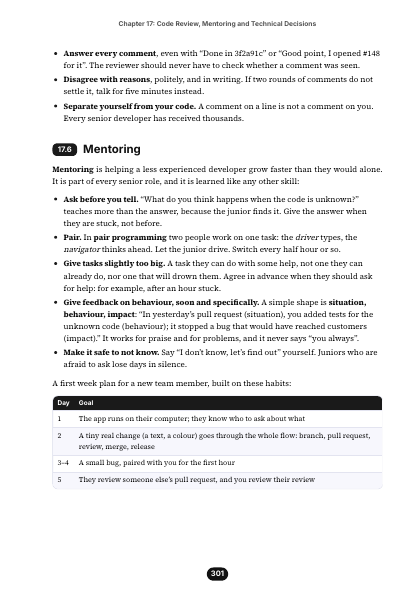 Chapter 17: Code Review, Mentoring and Technical Decisions
• Answer every comment, even with “Done in 3f2a91c” or “Good point, I opened #148
for it”. The reviewer should never have to check whether a comment was seen.
• Disagree with reasons, politely, and in writing. If two rounds of comments do not
settle it, talk for five minutes instead.
• Separate yourself from your code. A comment on a line is not a comment on you.
Every senior developer has received thousands.
17.6 Mentoring
Mentoring is helping a less experienced developer grow faster than they would alone.
It is part of every senior role, and it is learned like any other skill:
• Ask before you tell. “What do you think happens when the code is unknown?”
teaches more than the answer, because the junior finds it. Give the answer when
they are stuck, not before.
• Pair. In pair programming two people work on one task: the driver types, the
navigator thinks ahead. Let the junior drive. Switch every half hour or so.
• Give tasks slightly too big. A task they can do with some help, not one they can
already do, nor one that will drown them. Agree in advance when they should ask
for help: for example, after an hour stuck.
• Give feedback on behaviour, soon and specifically. A simple shape is situation,
behaviour, impact: “In yesterday’s pull request (situation), you added tests for the
unknown code (behaviour); it stopped a bug that would have reached customers
(impact).” It works for praise and for problems, and it never says “you always”.
• Make it safe to not know. Say “I don’t know, let’s find out” yourself. Juniors who are
afraid to ask lose days in silence.
A first week plan for a new team member, built on these habits:
Day Goal
1 The app runs on their computer; they know who to ask about what
2 A tiny real change (a text, a colour) goes through the whole flow: branch, pull request,
review, merge, release
3–4 A small bug, paired with you for the first hour
5 They review someone else’s pull request, and you review their review
301